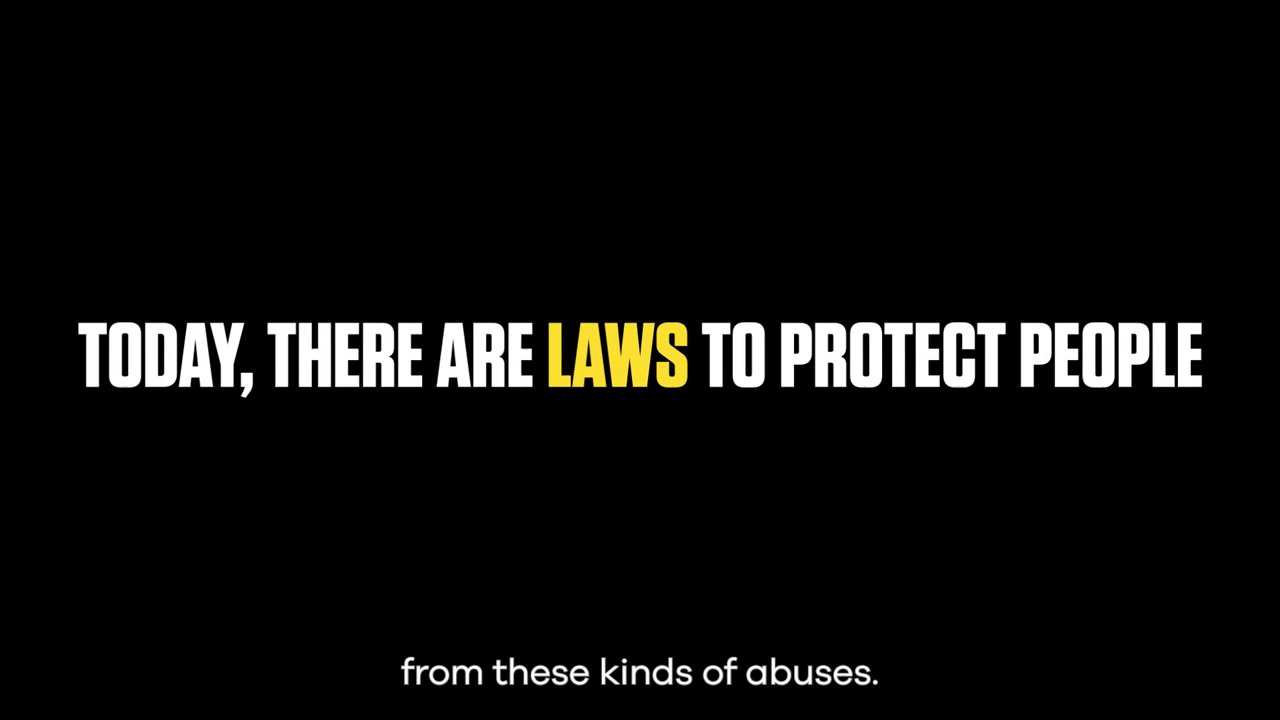 TODAY, THERE ARE LAWS TO PROTECT PEOPLE
from these kinds of abuses.